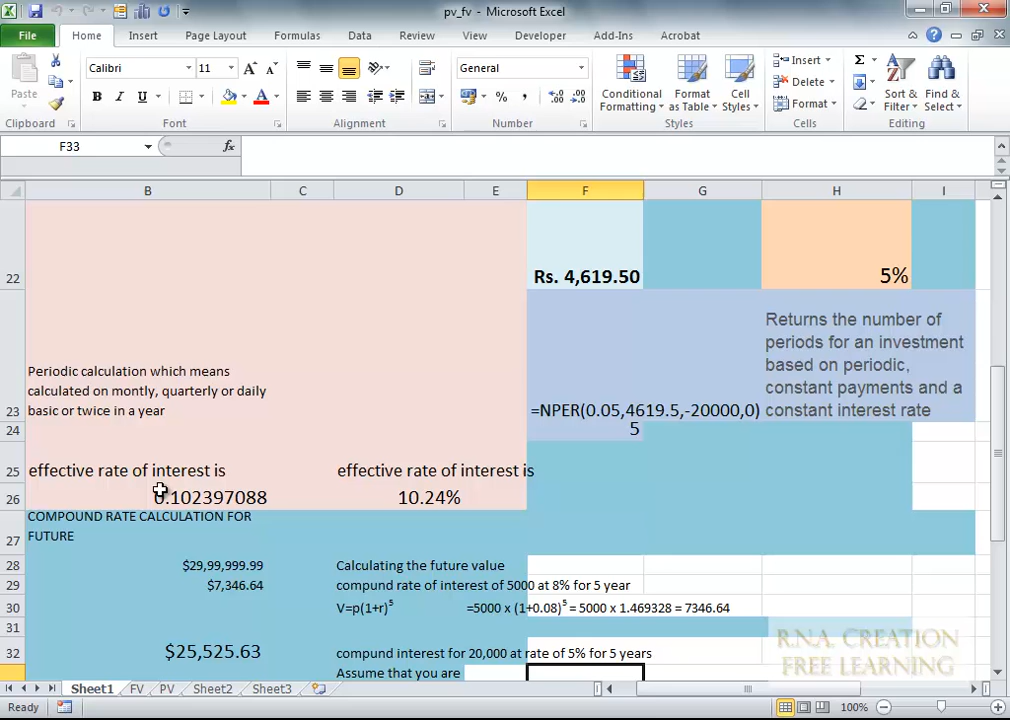 pv_fv - Microsoft Excel
File Home Insert Page Layout Formulas Data Review View Developer Add-Ins Acrobat
Paste
Calibri 11
B I U
General
Conditional Formatting
Format as Table
Cell Styles
Insert
Delete
Format
Sort & Filter
Find & Select
Clipboard Font Alignment Number Styles Cells Editing
F33 fx
B C D E F G H I
22 Rs. 4,619.50 5%
Returns the number of
periods for an investment
based on periodic,
constant payments and a
constant interest rate
Periodic calculation which means
calculated on montly, quarterly or daily
basic or twice in a year
23 =NPER(0.05,4619.5,-20000,0)
24 5
25 effective rate of interest is effective rate of interest is
26 0.102397088 10.24%
COMPOUND RATE CALCULATION FOR
27 FUTURE
28 $29,99,999.99 Calculating the future value
29 $7,346.64 compund rate of interest of 5000 at 8% for 5 year
30 V=p(1+r)⁵ =5000 x (1+0.08)⁵ = 5000 x 1.469328 = 7346.64
31
32 $25,525.63 compund interest for 20,000 at rate of 5% for 5 years
Assume that you are
R.N.A. CREATION
FREE LEARNING
Sheet1 FV PV Sheet2 Sheet3
Ready 100%